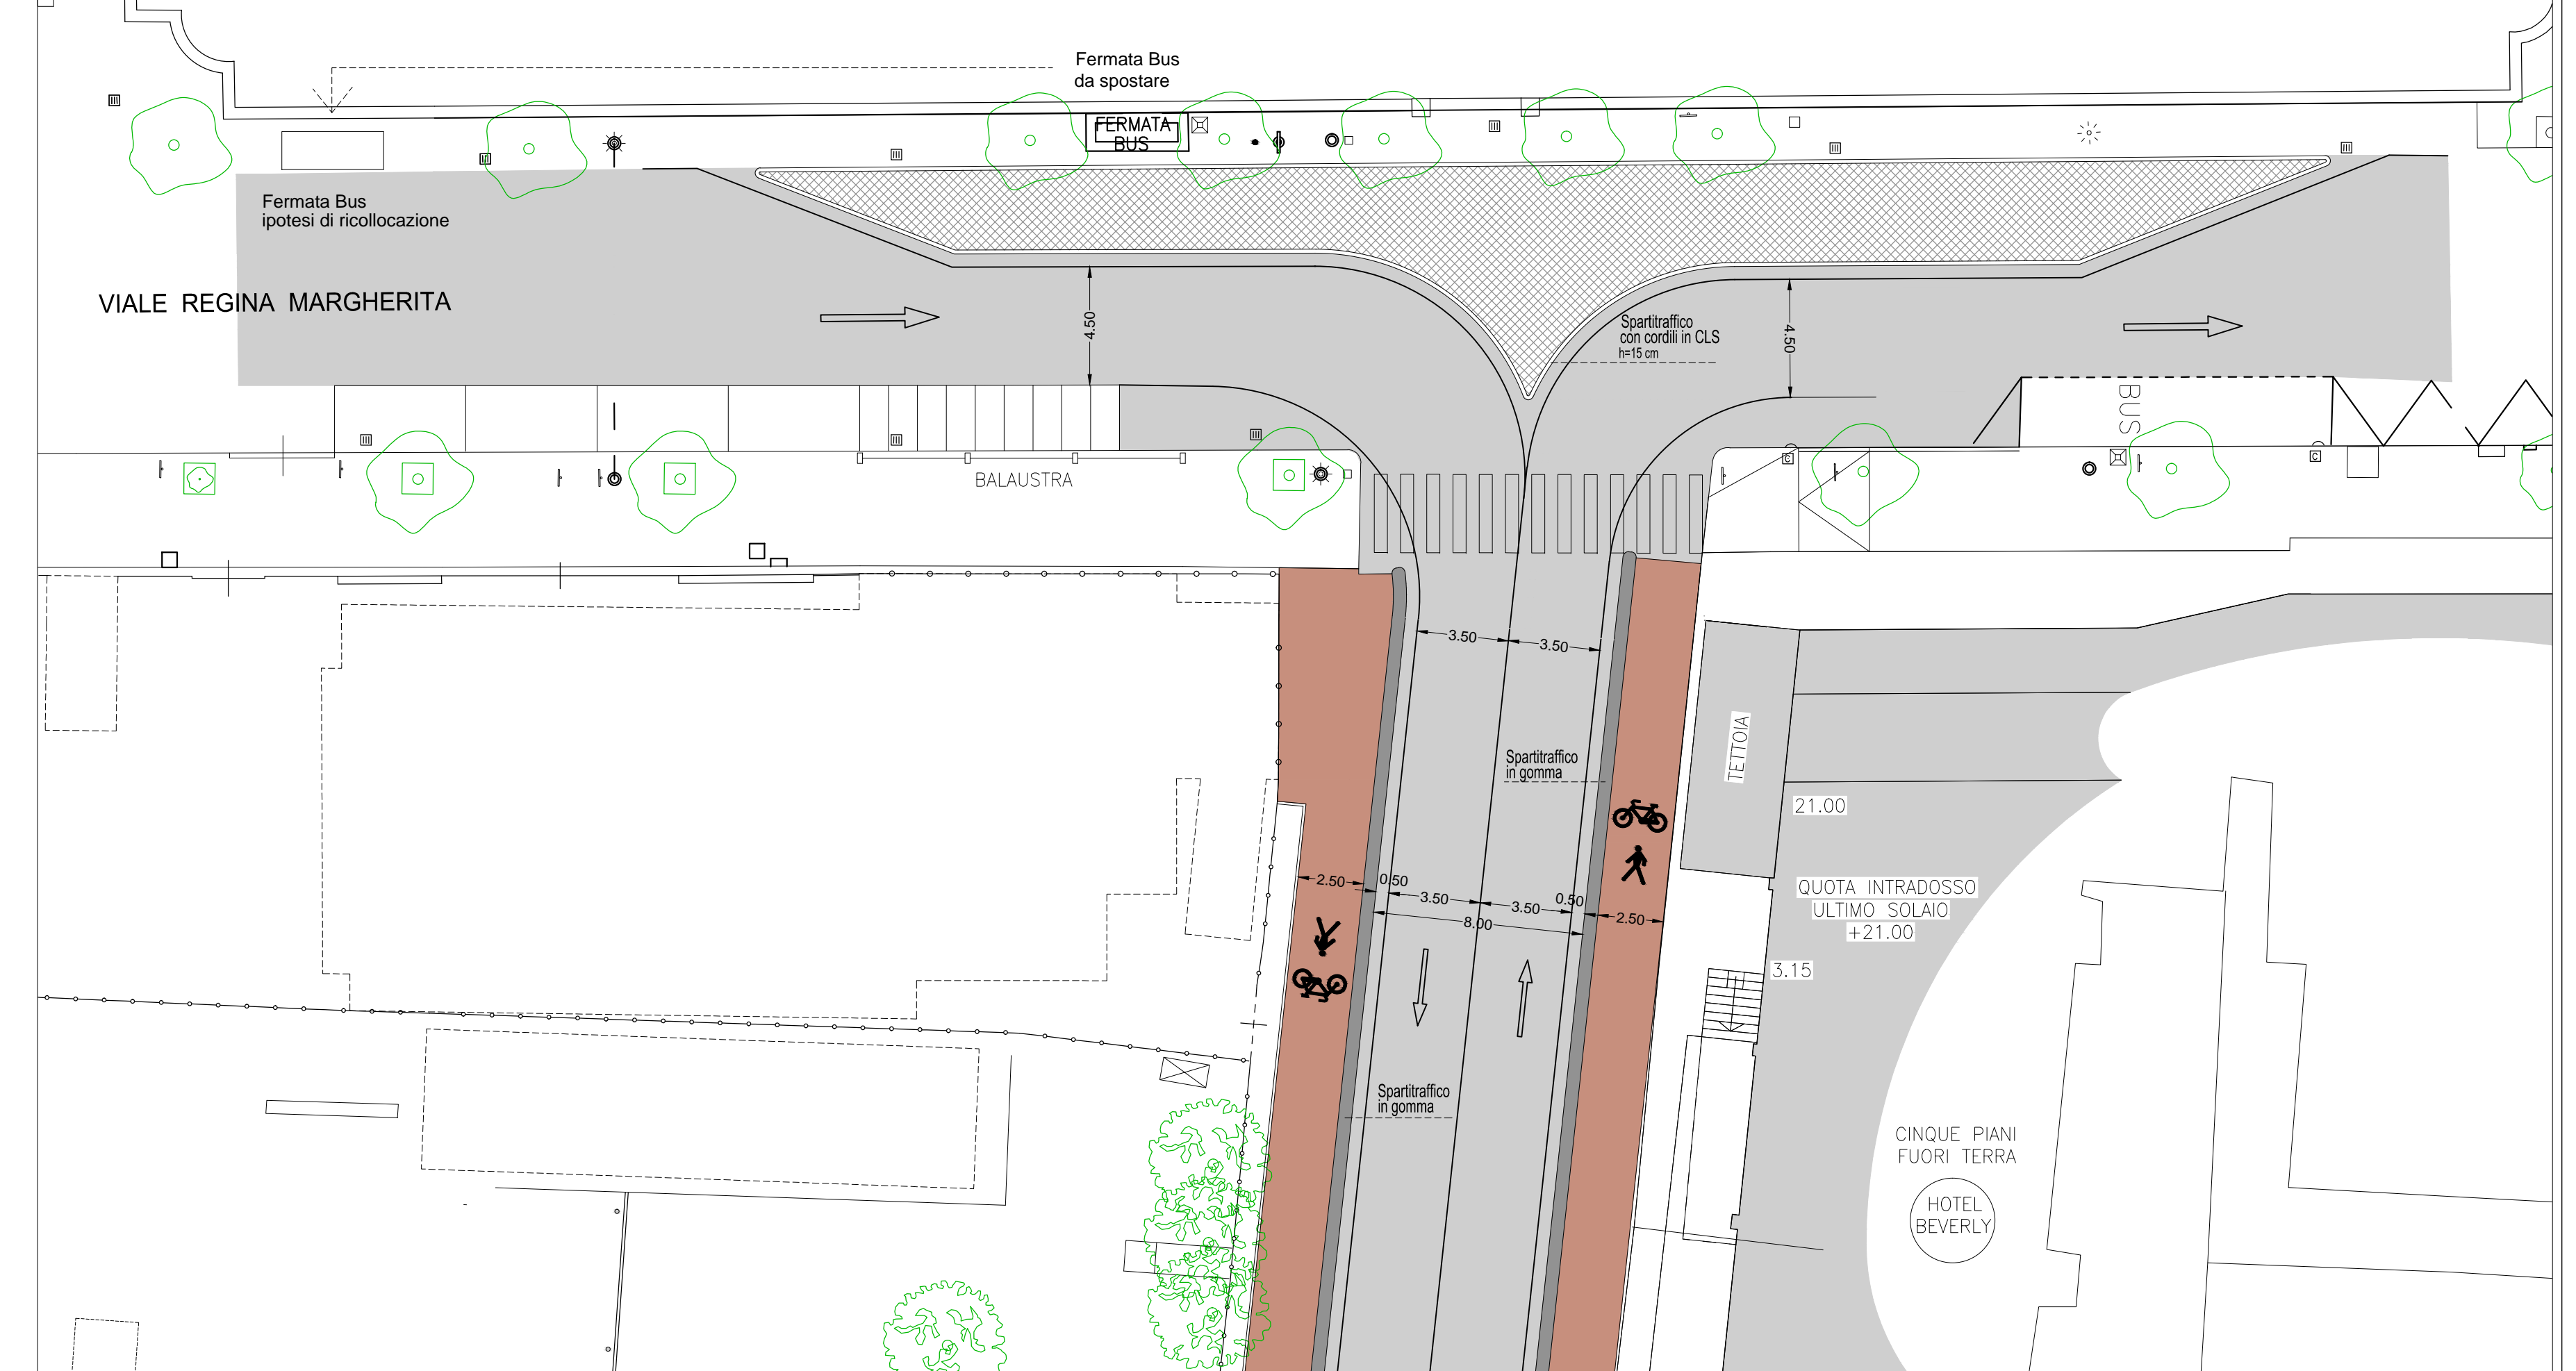 Fermata Bus
da spostare
FERMATA
BUS
Fermata Bus
ipotesi di ricollocazione
VIALE REGINA MARGHERITA
4.50
Spartitraffico
con cordili in CLS
h=15 cm
4.50
BUS
C
C
BALAUSTRA
3.50
3.50
TETTOIA
Spartitraffico
in gomma
21.00
2.50
0.50
3.50
3.50
0.50
2.50
8.00
QUOTA INTRADOSSO
ULTIMO SOLAIO
+21.00
3.15
Spartitraffico
in gomma
CINQUE PIANI
FUORI TERRA
HOTEL
BEVERLY